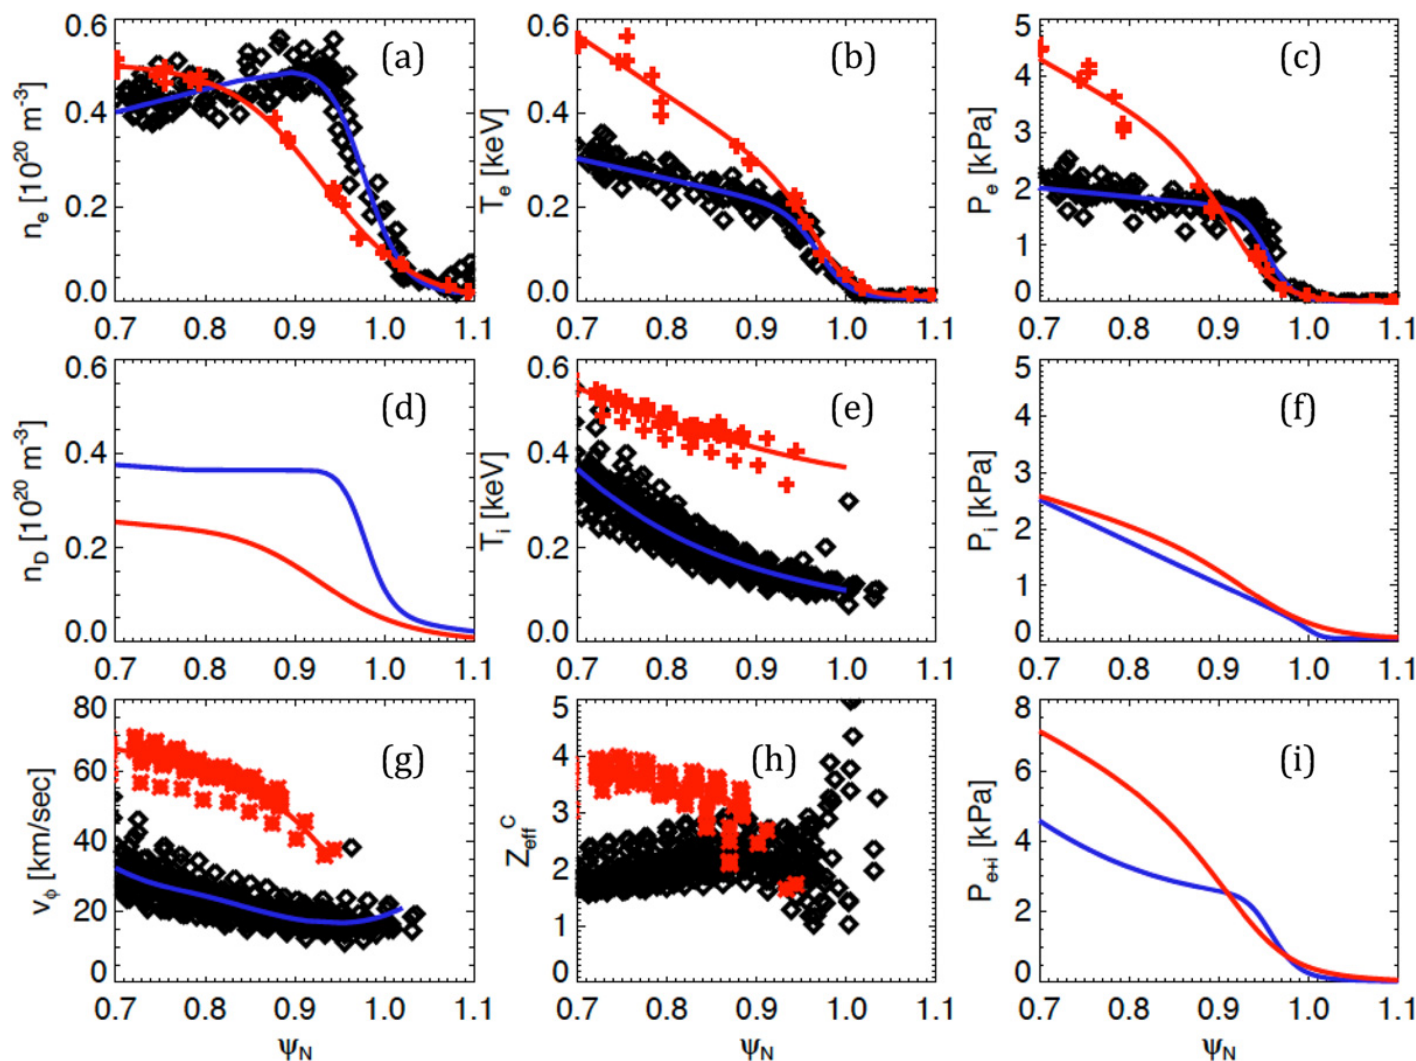 (a)
n_e [10^20 m^-3]
0.6
0.4
0.2
0.0
0.7 0.8 0.9 1.0 1.1
(b)
T_e [keV]
0.6
0.4
0.2
0.0
0.7 0.8 0.9 1.0 1.1
(c)
P_e [kPa]
5
4
3
2
1
0
0.7 0.8 0.9 1.0 1.1
(d)
n_D [10^20 m^-3]
0.6
0.4
0.2
0.0
0.7 0.8 0.9 1.0 1.1
(e)
T_i [keV]
0.6
0.4
0.2
0.0
0.7 0.8 0.9 1.0 1.1
(f)
P_i [kPa]
5
4
3
2
1
0
0.7 0.8 0.9 1.0 1.1
(g)
v_ϕ [km/sec]
80
60
40
20
0
0.7 0.8 0.9 1.0 1.1
ψ_N
(h)
Z_eff^C
5
4
3
2
1
0.7 0.8 0.9 1.0 1.1
ψ_N
(i)
P_e+i [kPa]
8
6
4
2
0
0.7 0.8 0.9 1.0 1.1
ψ_N